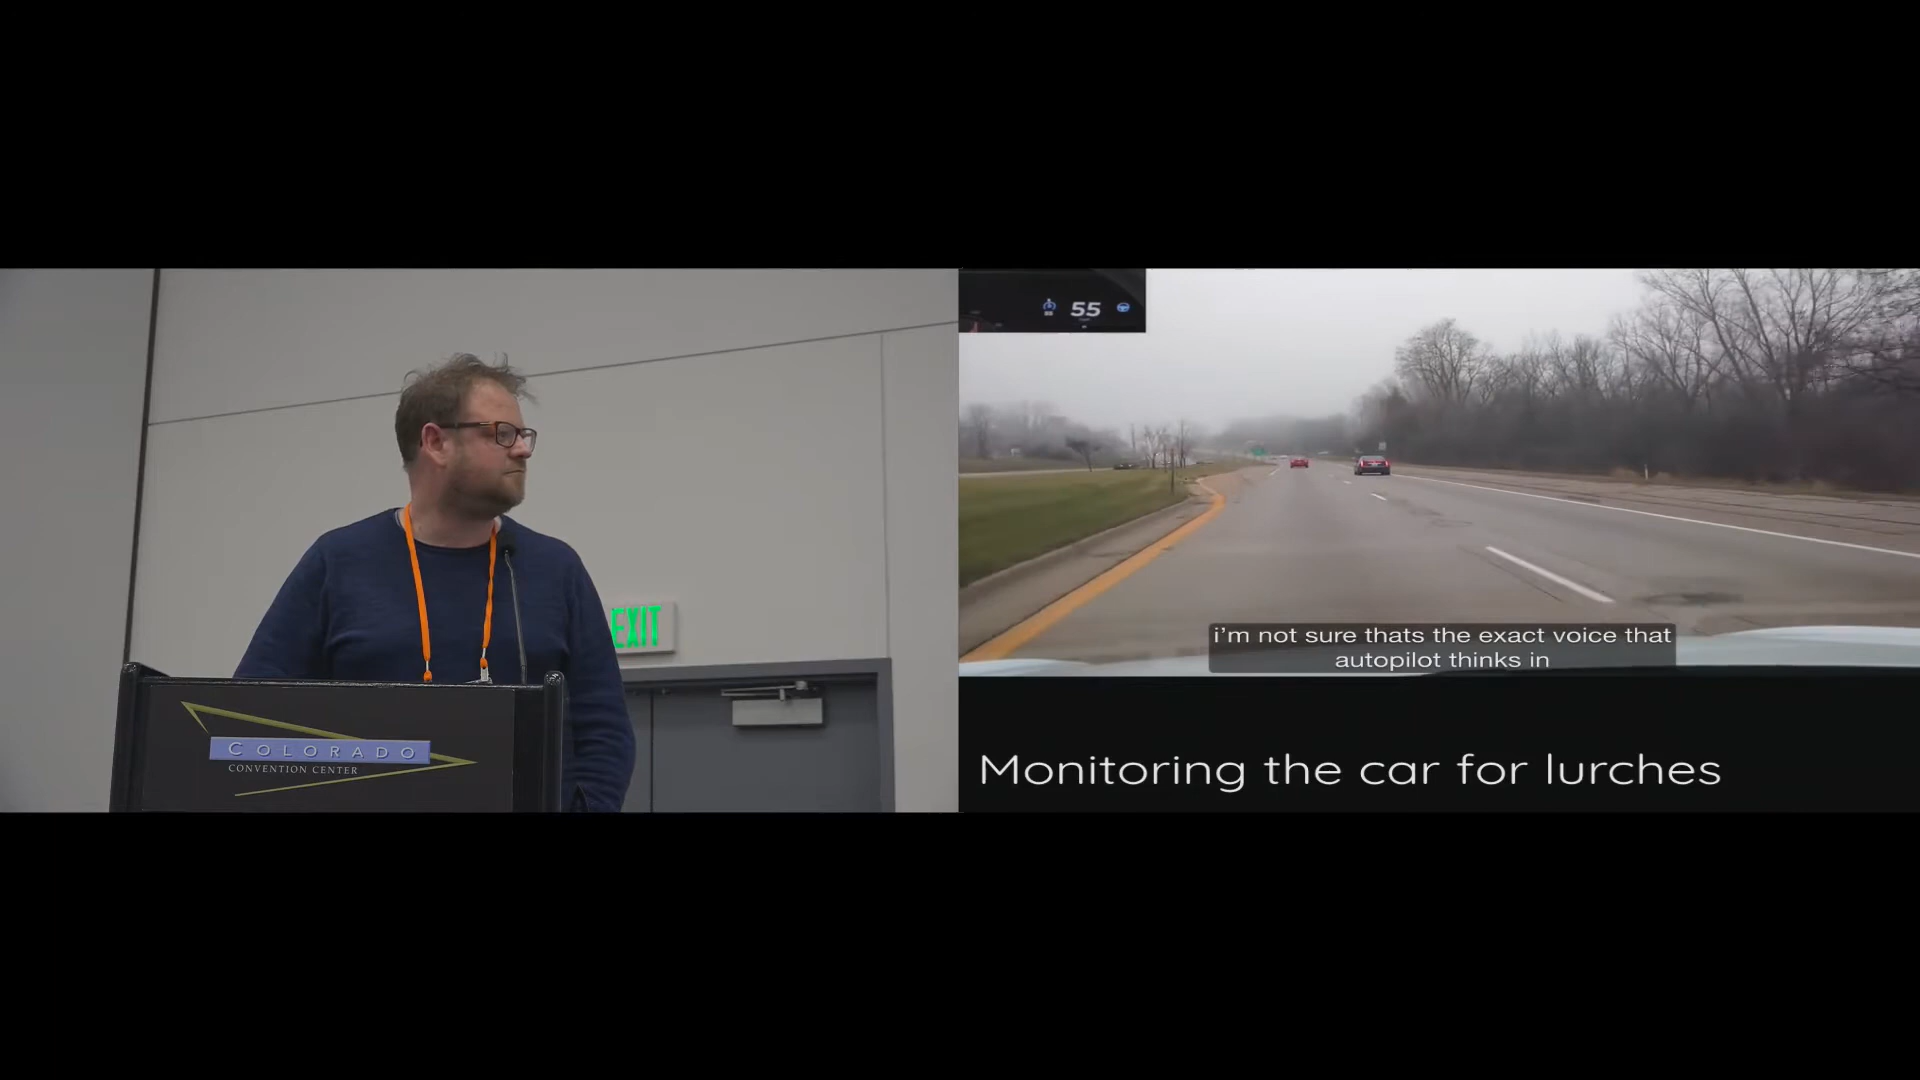 EXIT
COLORADO
CONVENTION CENTER
55
i'm not sure thats the exact voice that
autopilot thinks in
Monitoring the car for lurches